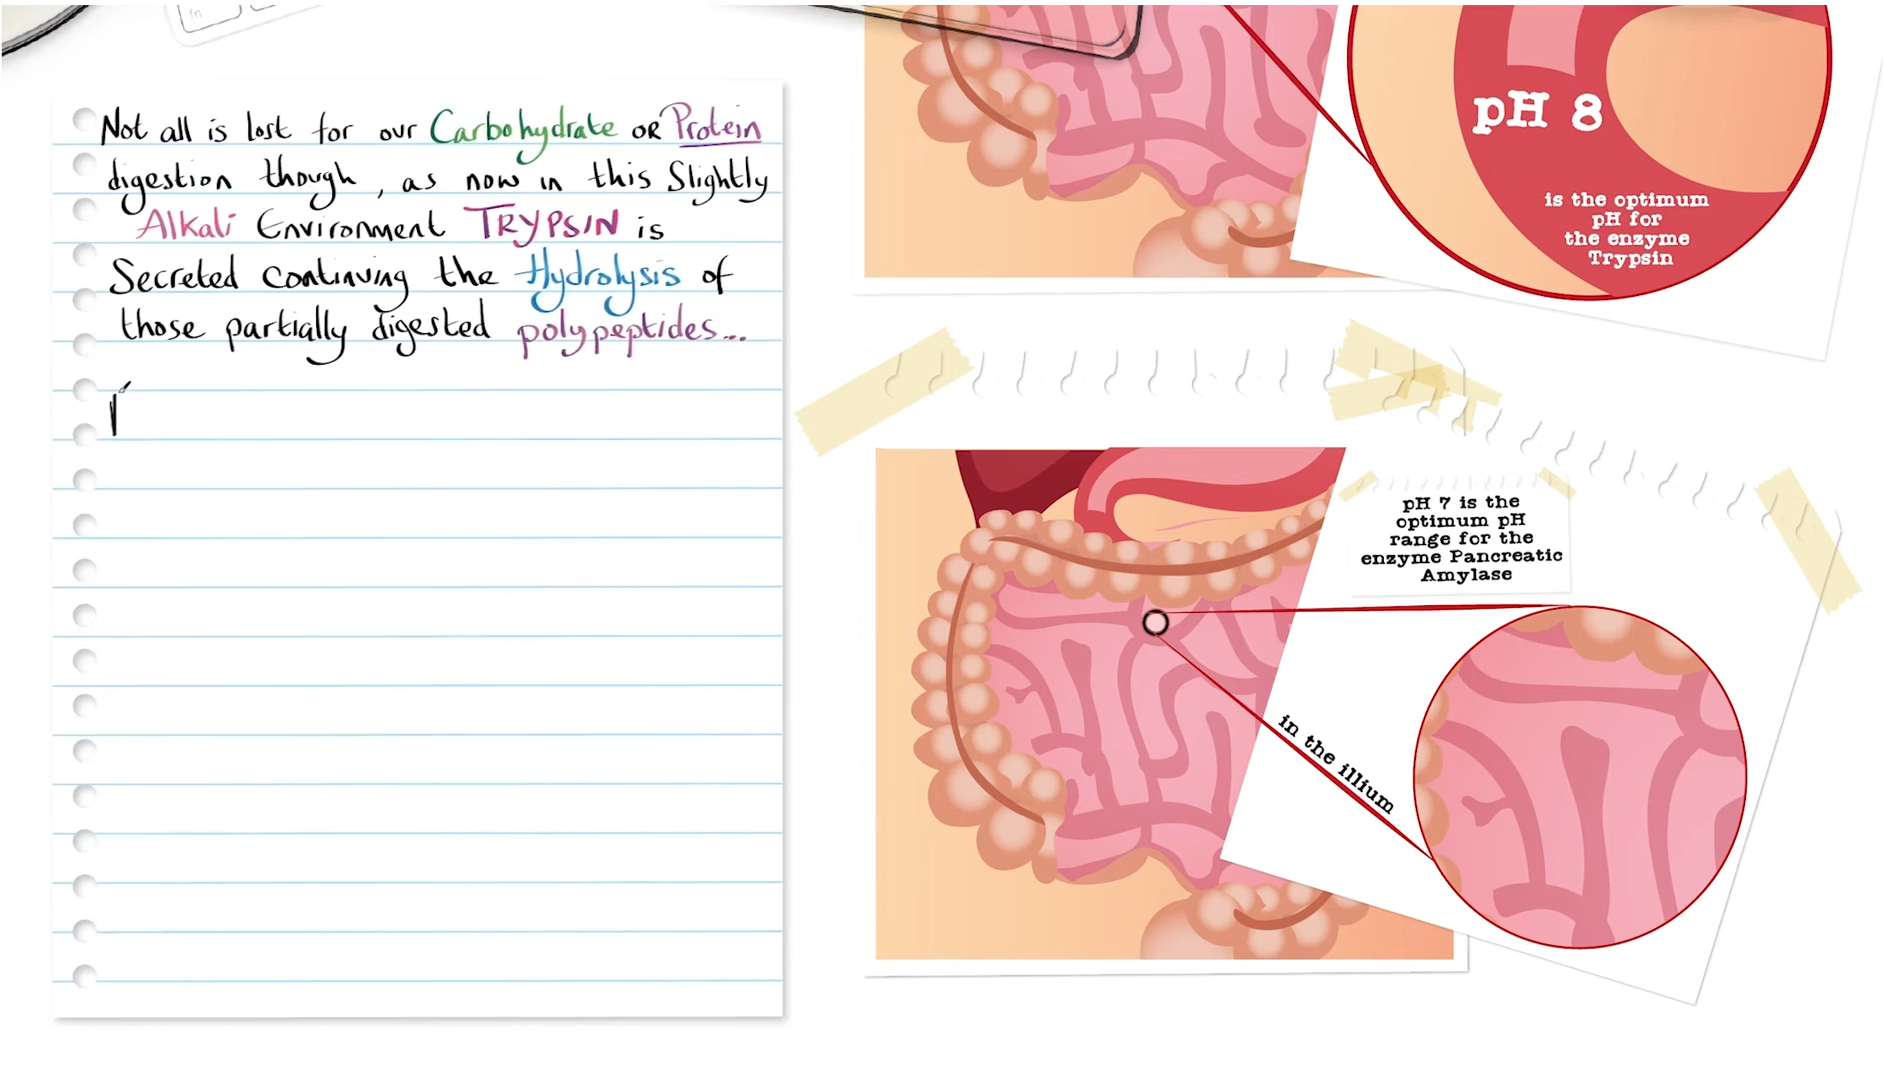 fn
Not all is lost for our Carbohydrate OR Protein
digestion though, as now in this Slightly
Alkali Environment TRYPSIN is
Secreted continuing the Hydrolysis of
those partially digested polypeptides...
pH 8
is the optimum
pH for
the enzyme
Trypsin
pH 7 is the
optimum pH
range for the
enzyme Pancreatic
Amylase
in the illium